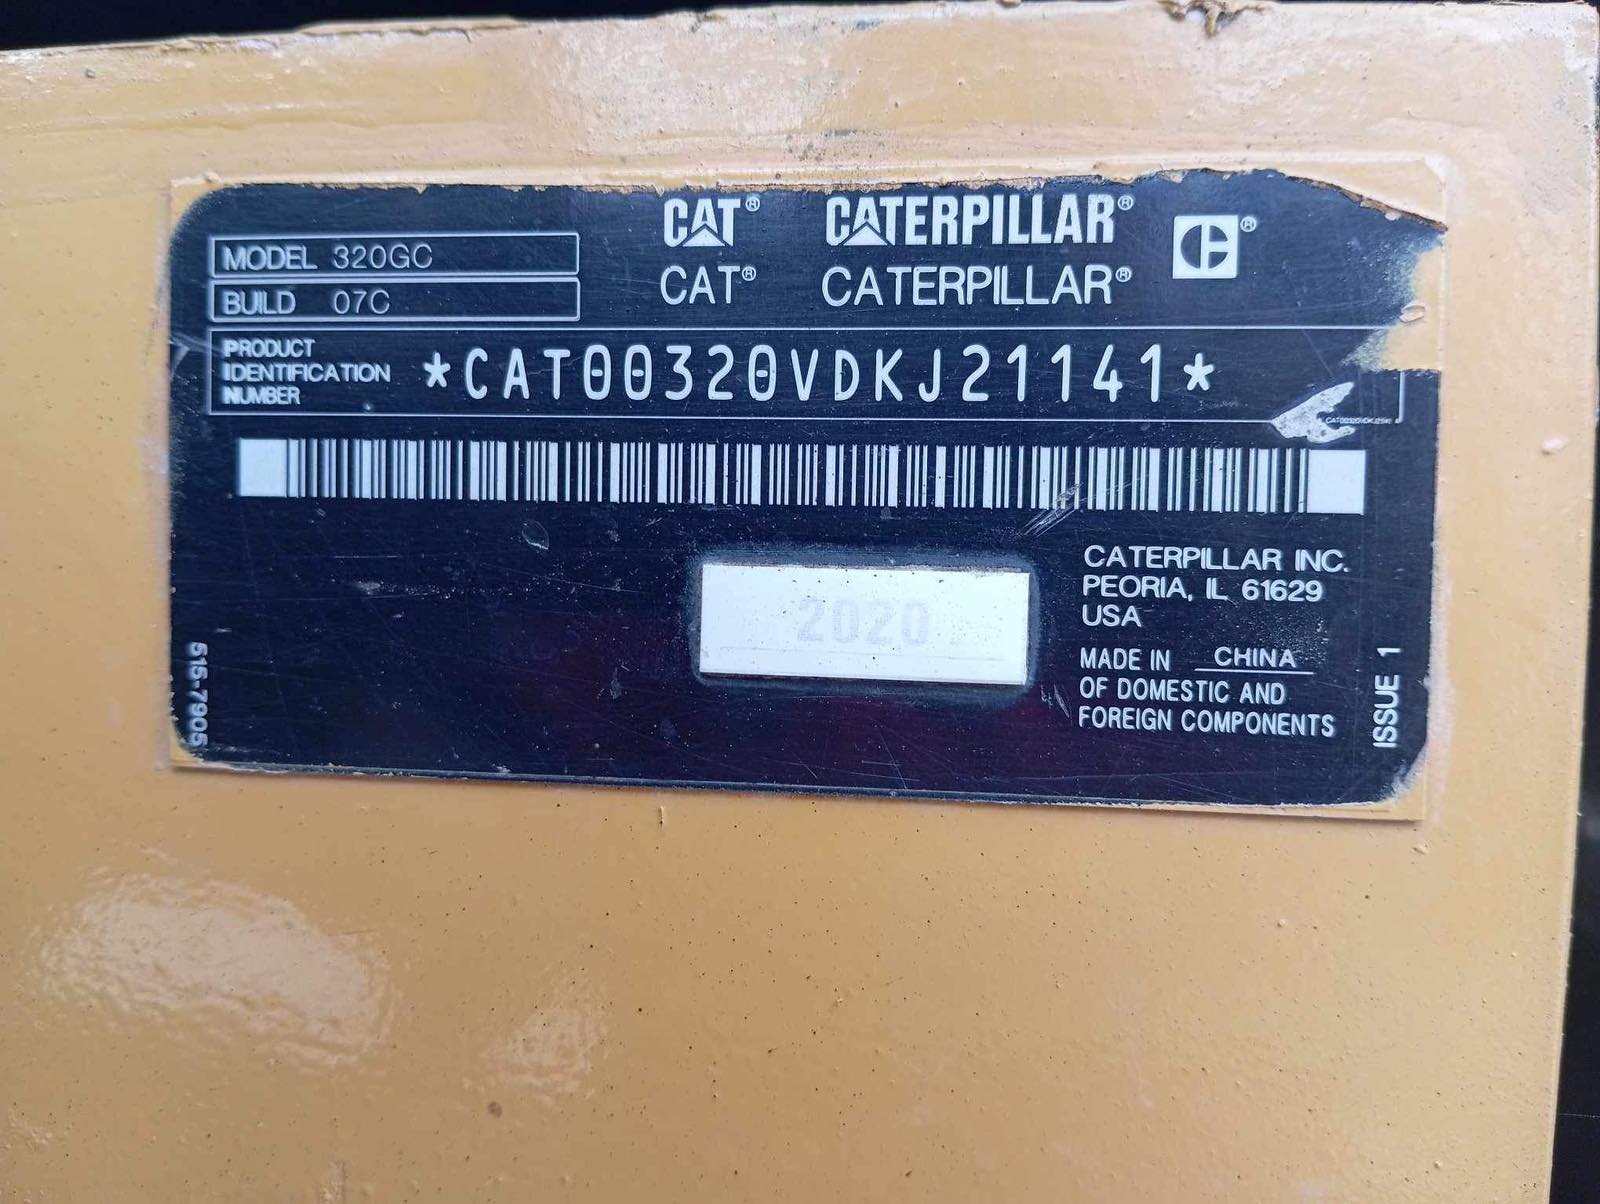 MODEL 320GC
BUILD 07C
CAT® CATERPILLAR® ®
CAT® CATERPILLAR®
PRODUCT
IDENTIFICATION
NUMBER
*CAT00320VDKJ21141*
2020
CATERPILLAR INC.
PEORIA, IL 61629
USA
MADE IN CHINA
OF DOMESTIC AND
FOREIGN COMPONENTS
515-7905
ISSUE 1